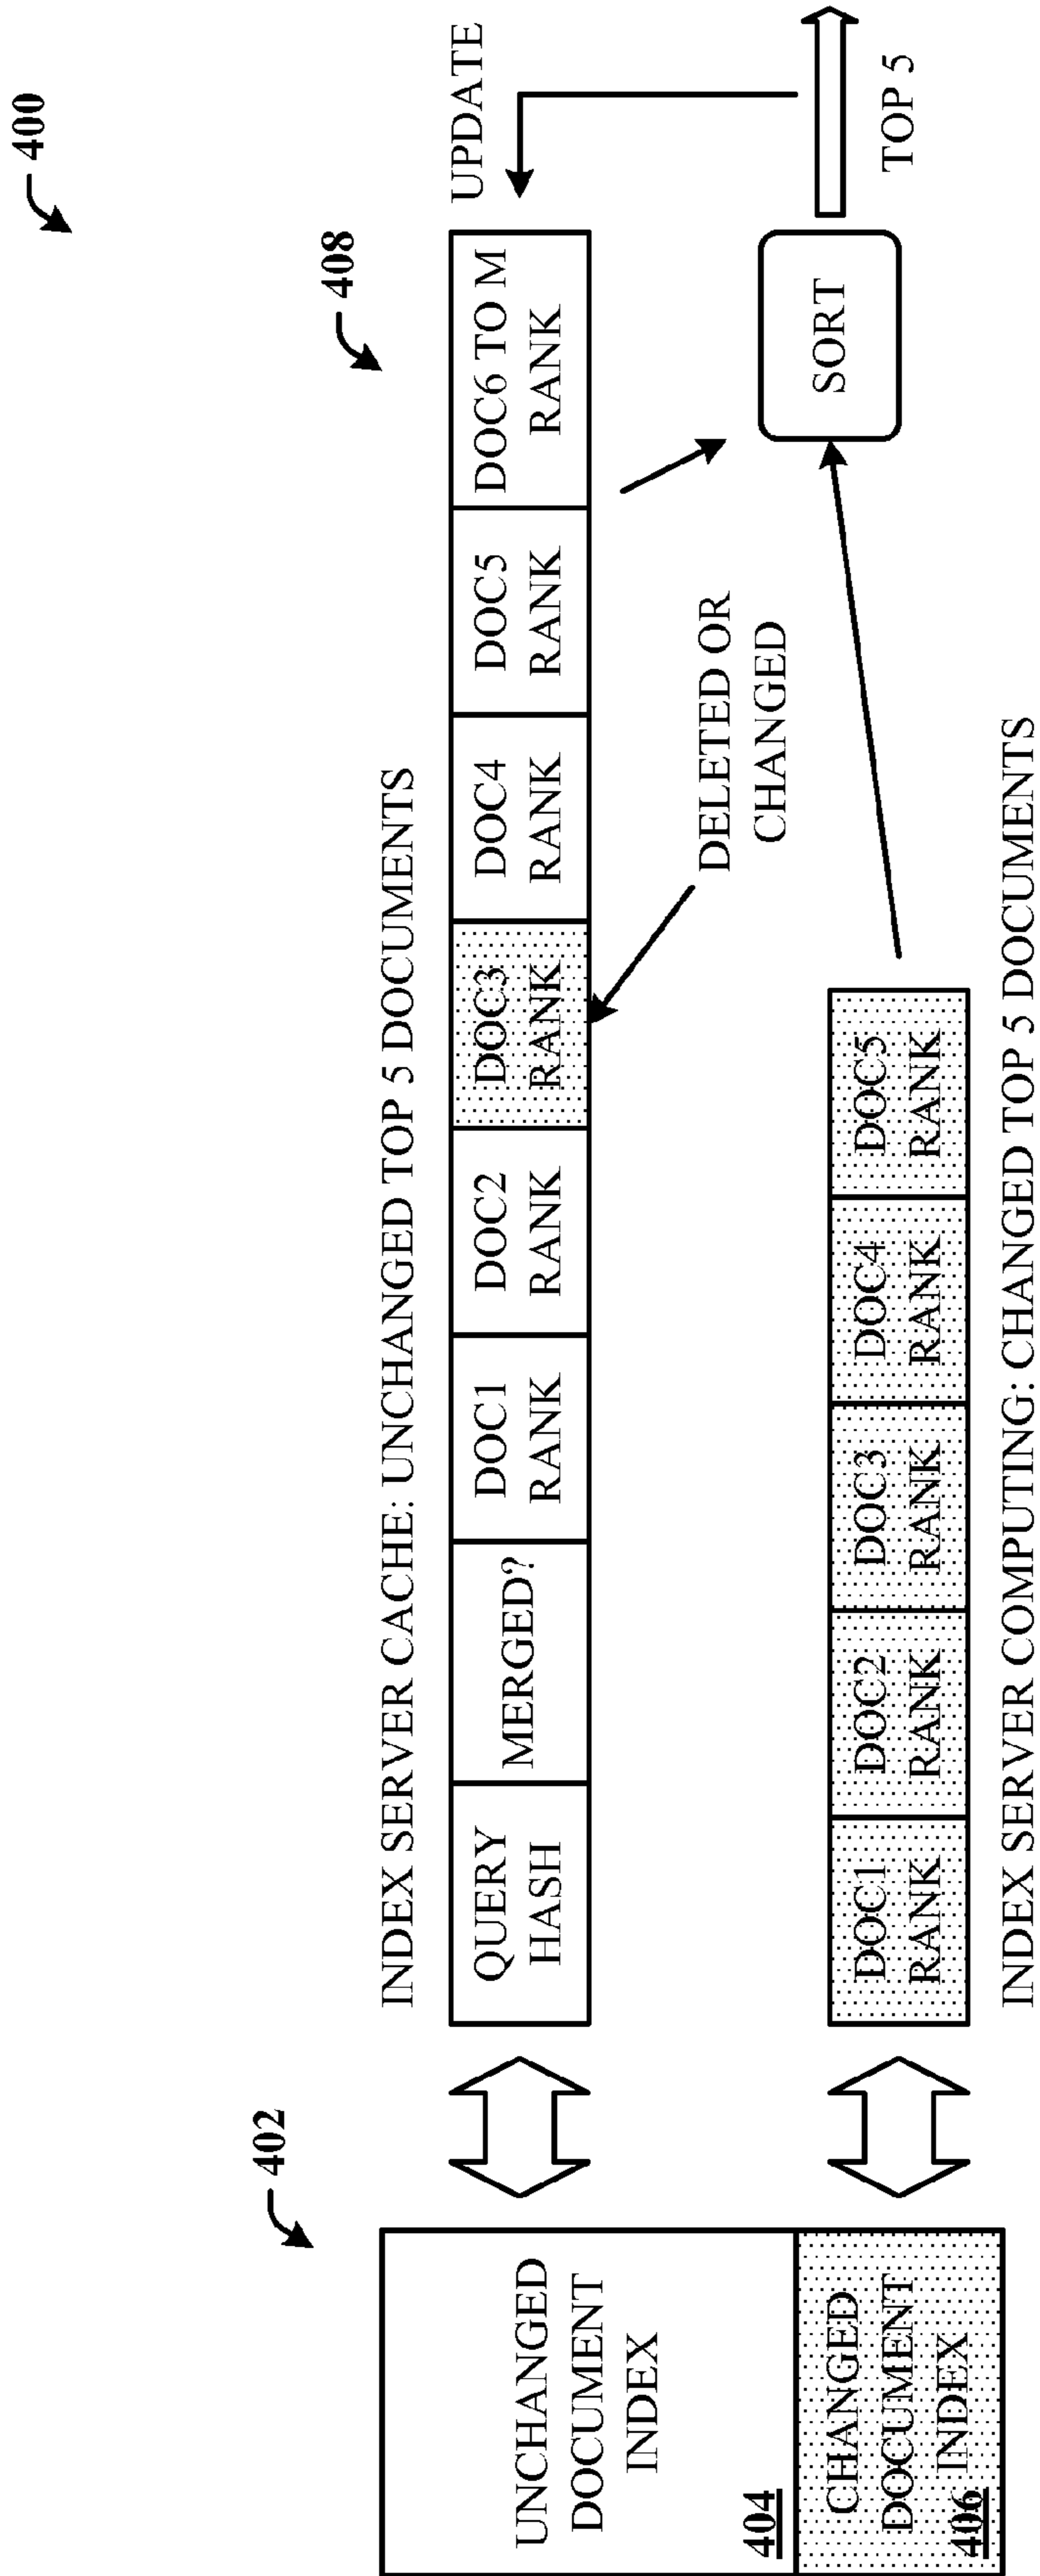 400
402
408
INDEX SERVER CACHE: UNCHANGED TOP 5 DOCUMENTS
UPDATE
UNCHANGED
DOCUMENT
INDEX
404
QUERY
HASH
MERGED?
DOC1
RANK
DOC2
RANK
DOC3
RANK
DOC4
RANK
DOC5
RANK
DOC6 TO M
RANK
DELETED OR
CHANGED
SORT
TOP 5
CHANGED
DOCUMENT
INDEX
406
DOC1
RANK
DOC2
RANK
DOC3
RANK
DOC4
RANK
DOC5
RANK
INDEX SERVER COMPUTING: CHANGED TOP 5 DOCUMENTS